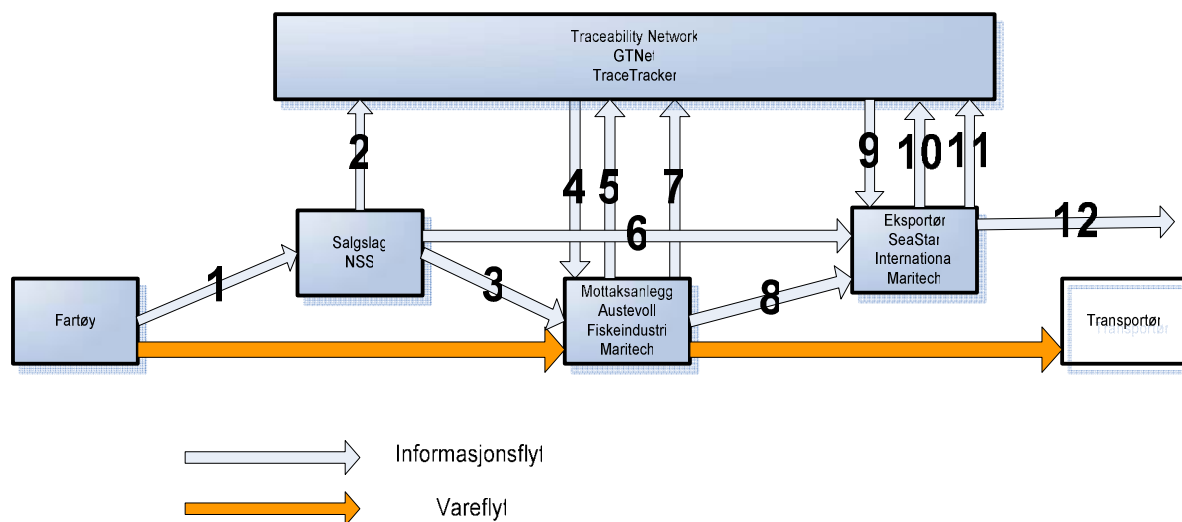 Traceability Network
GTNet
TraceTracker
2
4
5
7
9
10
11
Salgslag
NSS
6
Eksportør
SeaStar
Internationa
Maritech
12
1
3
8
Fartøy
Mottaksanlegg
Austevoll
Fiskeindustri
Maritech
Transportør
Transportør
Informasjonsflyt
Vareflyt